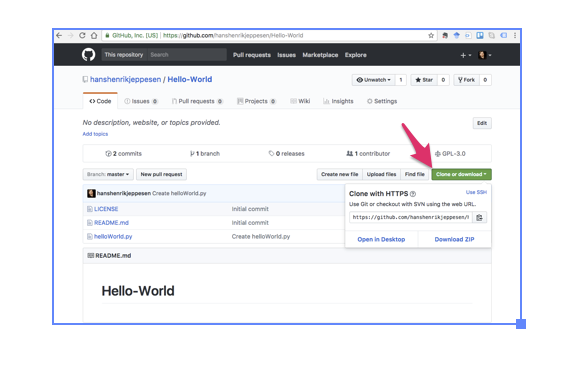 GitHub, Inc. [US] https://github.com/hanshenrikjeppesen/Hello-World
This repository Search Pull requests Issues Marketplace Explore
hanshenrikjeppesen / Hello-World
Unwatch 1 Star 0 Fork 0
Code Issues 0 Pull requests 0 Projects 0 Wiki Insights Settings
No description, website, or topics provided. Edit
Add topics
2 commits 1 branch 0 releases 1 contributor GPL-3.0
Branch: master New pull request Create new file Upload files Find file Clone or download
hanshenrikjeppesen Create helloWorld.py
LICENSE Initial commit
README.md Initial commit
helloWorld.py Create helloWorld.py
Clone with HTTPS Use SSH
Use Git or checkout with SVN using the web URL.
https://github.com/hanshenrikjeppesen/H
Open in Desktop Download ZIP
README.md
Hello-World